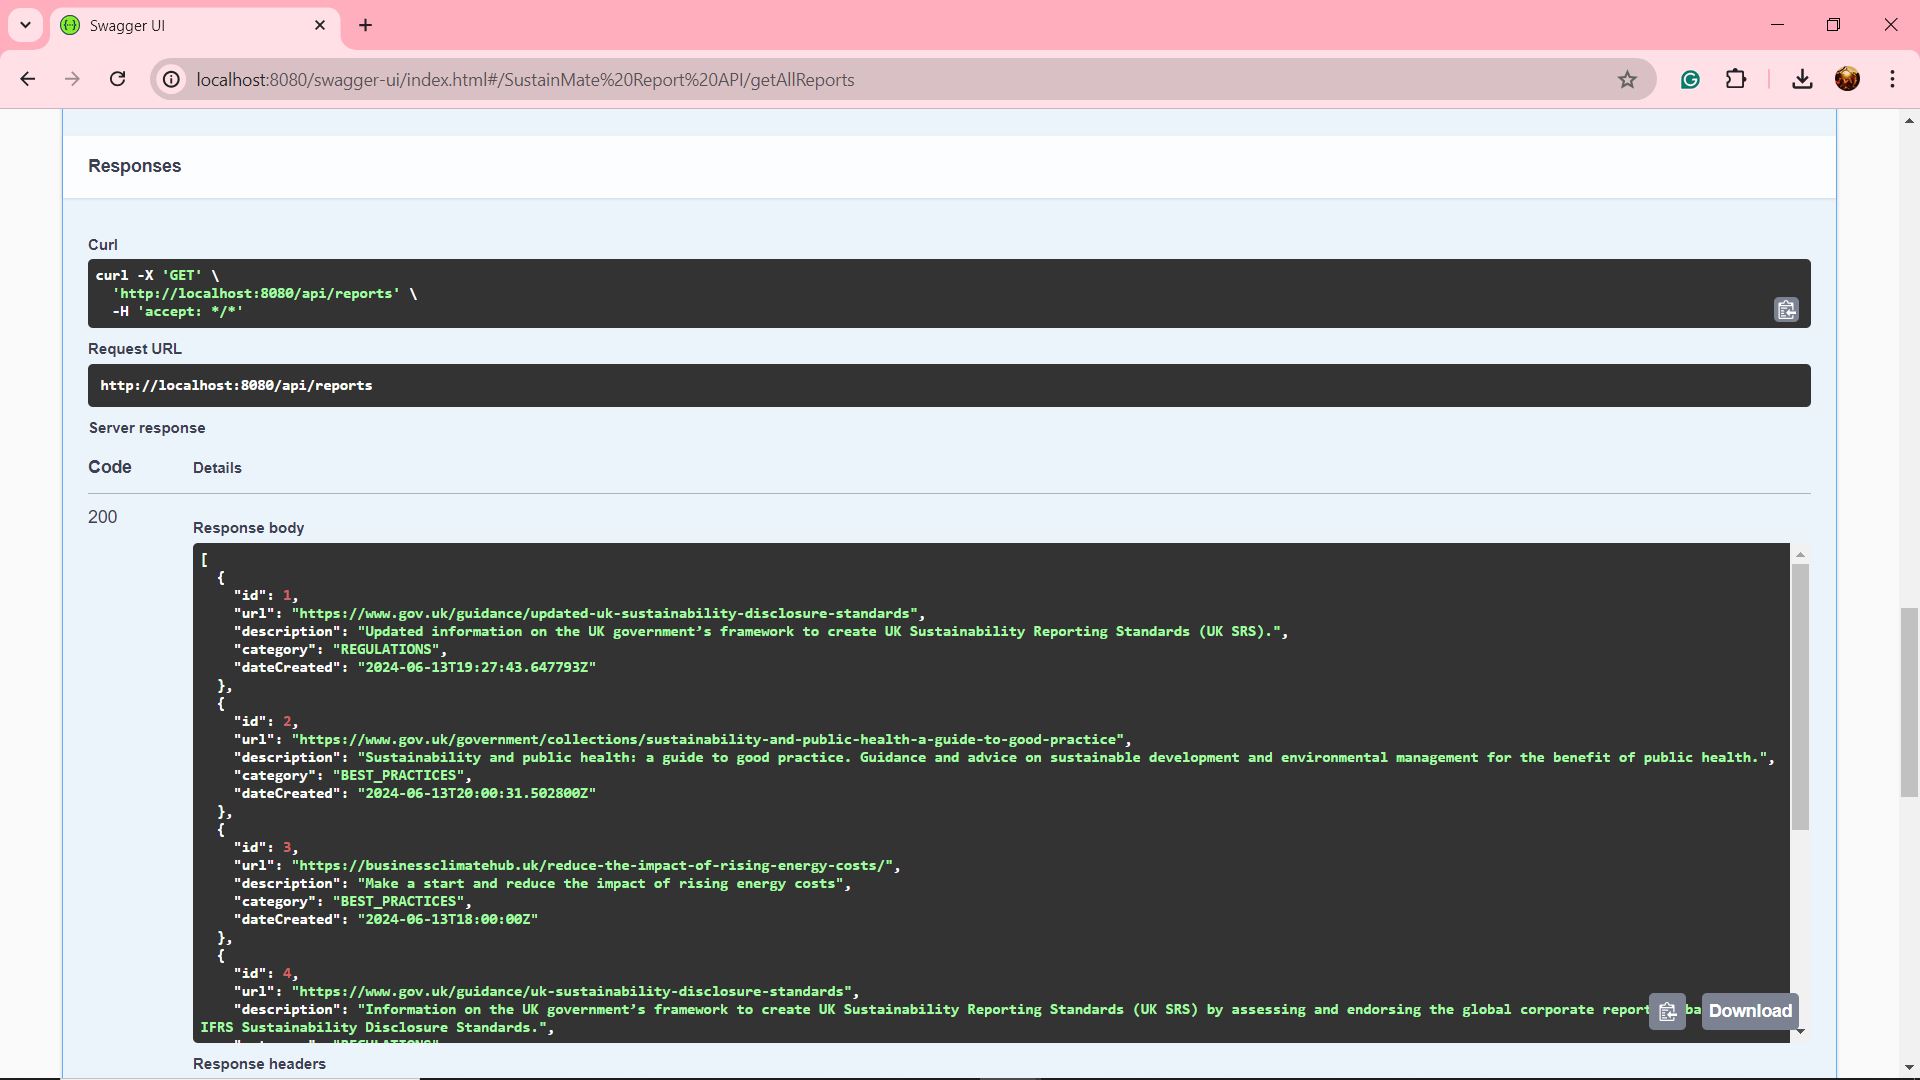 Swagger UI
localhost:8080/swagger-ui/index.html#/SustainMate%20Report%20API/getAllReports
Responses
Curl
curl -X 'GET' \
'http://localhost:8080/api/reports' \
-H 'accept: */*'
Request URL
http://localhost:8080/api/reports
Server response
Code Details
200
Response body
[
{
"id": 1,
"url": "https://www.gov.uk/guidance/updated-uk-sustainability-disclosure-standards",
"description": "Updated information on the UK government’s framework to create UK Sustainability Reporting Standards (UK SRS).",
"category": "REGULATIONS",
"dateCreated": "2024-06-13T19:27:43.647793Z"
},
{
"id": 2,
"url": "https://www.gov.uk/government/collections/sustainability-and-public-health-a-guide-to-good-practice",
"description": "Sustainability and public health: a guide to good practice. Guidance and advice on sustainable development and environmental management for the benefit of public health.",
"category": "BEST_PRACTICES",
"dateCreated": "2024-06-13T20:00:31.502800Z"
},
{
"id": 3,
"url": "https://businessclimatehub.uk/reduce-the-impact-of-rising-energy-costs/",
"description": "Make a start and reduce the impact of rising energy costs",
"category": "BEST_PRACTICES",
"dateCreated": "2024-06-13T18:00:00Z"
},
{
"id": 4,
"url": "https://www.gov.uk/guidance/uk-sustainability-disclosure-standards",
"description": "Information on the UK government’s framework to create UK Sustainability Reporting Standards (UK SRS) by assessing and endorsing the global corporate report
Download
IFRS Sustainability Disclosure Standards.",
Response headers